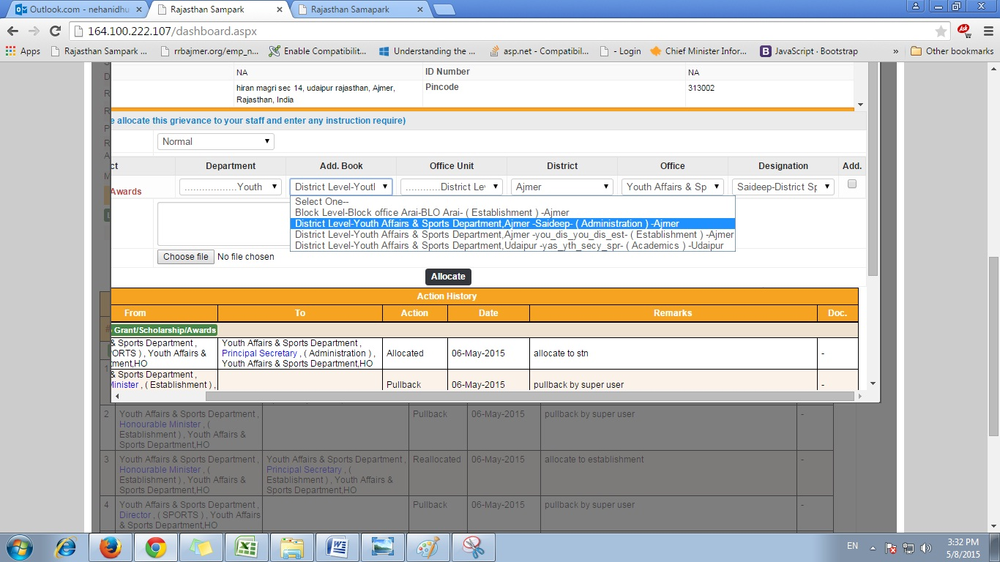 Outlook.com - nehanidhu
Rajasthan Sampark
Rajasthan Samapark
164.100.222.107/dashboard.aspx
Apps
Rajasthan Sampark ...
rrbajmer.org/emp_n...
Enable Compatibilit...
Understanding the ...
asp.net - Compatibil...
- Login
Chief Minister Infor...
JavaScript · Bootstrap
»
Other bookmarks
NA
ID Number
NA
hiran magri sec 14, udaipur rajasthan, Ajmer,
Rajasthan, India
Pincode
313002
e allocate this grievance to your staff and enter any instruction require)
Normal
ct
Department
Add. Book
Office Unit
District
Office
Designation
Add.
Awards
..................Youth
District Level-Youtl
.............District Lev
Ajmer
Youth Affairs & Sp
Saideep-District Sp
Select One--
Block Level-Block office Arai-BLO Arai- ( Establishment ) -Ajmer
District Level-Youth Affairs & Sports Department,Ajmer -Saideep- ( Administration ) -Ajmer
District Level-Youth Affairs & Sports Department,Ajmer -you_dis_you_dis_est- ( Establishment ) -Ajmer
District Level-Youth Affairs & Sports Department,Udaipur -yas_yth_secy_spr- ( Academics ) -Udaipur
Choose file No file chosen
Allocate
Action History
From
To
Action
Date
Remarks
Doc.
Grant/Scholarship/Awards
& Sports Department ,
ORTS ) , Youth Affairs &
tment,HO
Youth Affairs & Sports Department ,
Principal Secretary , ( Administration ) ,
Youth Affairs & Sports Department,HO
Allocated
06-May-2015
allocate to stn
-
& Sports Department ,
Minister , ( Establishment ) ,
Pullback
06-May-2015
pullback by super user
-
2
Youth Affairs & Sports Department ,
Honourable Minister , (
Establishment ) , Youth Affairs &
Sports Department,HO
Pullback
06-May-2015
pullback by super user
-
3
Youth Affairs & Sports Department ,
Honourable Minister , (
Establishment ) , Youth Affairs &
Sports Department,HO
Youth Affairs & Sports Department ,
Principal Secretary , (
Establishment ) , Youth Affairs &
Sports Department,HO
Reallocated
06-May-2015
allocate to establishment
-
4
Youth Affairs & Sports Department ,
Director , ( SPORTS ) , Youth Affairs
& Sports Department,HO
Pullback
06-May-2015
pullback by super user
-
EN
3:32 PM
5/8/2015